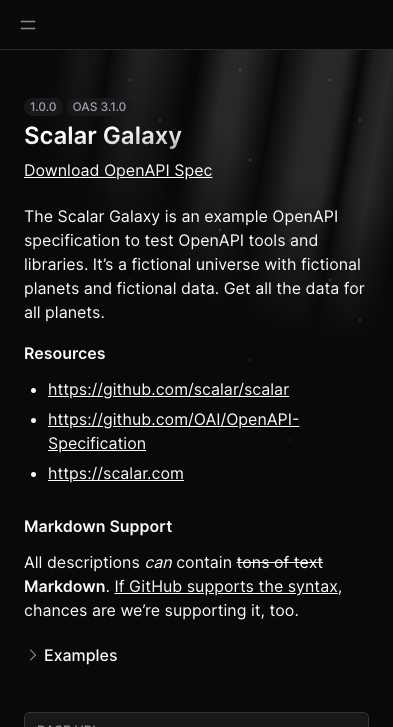 1.0.0 OAS 3.1.0
Scalar Galaxy
Download OpenAPI Spec
The Scalar Galaxy is an example OpenAPI
specification to test OpenAPI tools and
libraries. It’s a fictional universe with fictional
planets and fictional data. Get all the data for
all planets.
Resources
https://github.com/scalar/scalar
https://github.com/OAI/OpenAPI-
Specification
https://scalar.com
Markdown Support
All descriptions can contain tons of text
Markdown. If GitHub supports the syntax,
chances are we’re supporting it, too.
Examples